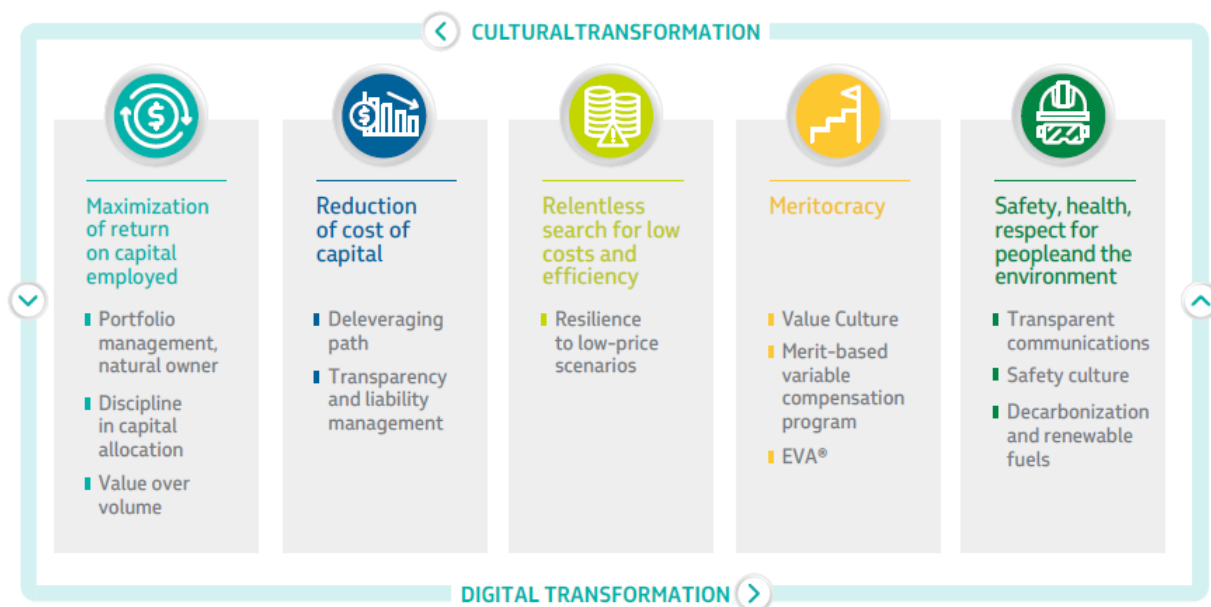 CULTURALTRANSFORMATION
Maximization
of return
on capital
employed
Portfolio
management,
natural owner
Discipline
in capital
allocation
Value over
volume
Reduction
of cost of
capital
Deleveraging
path
Transparency
and liability
management
Relentless
search for low
costs and
efficiency
Resilience
to low-price
scenarios
Meritocracy
Value Culture
Merit-based
variable
compensation
program
EVA®
Safety, health,
respect for
peopleand the
environment
Transparent
communications
Safety culture
Decarbonization
and renewable
fuels
DIGITAL TRANSFORMATION